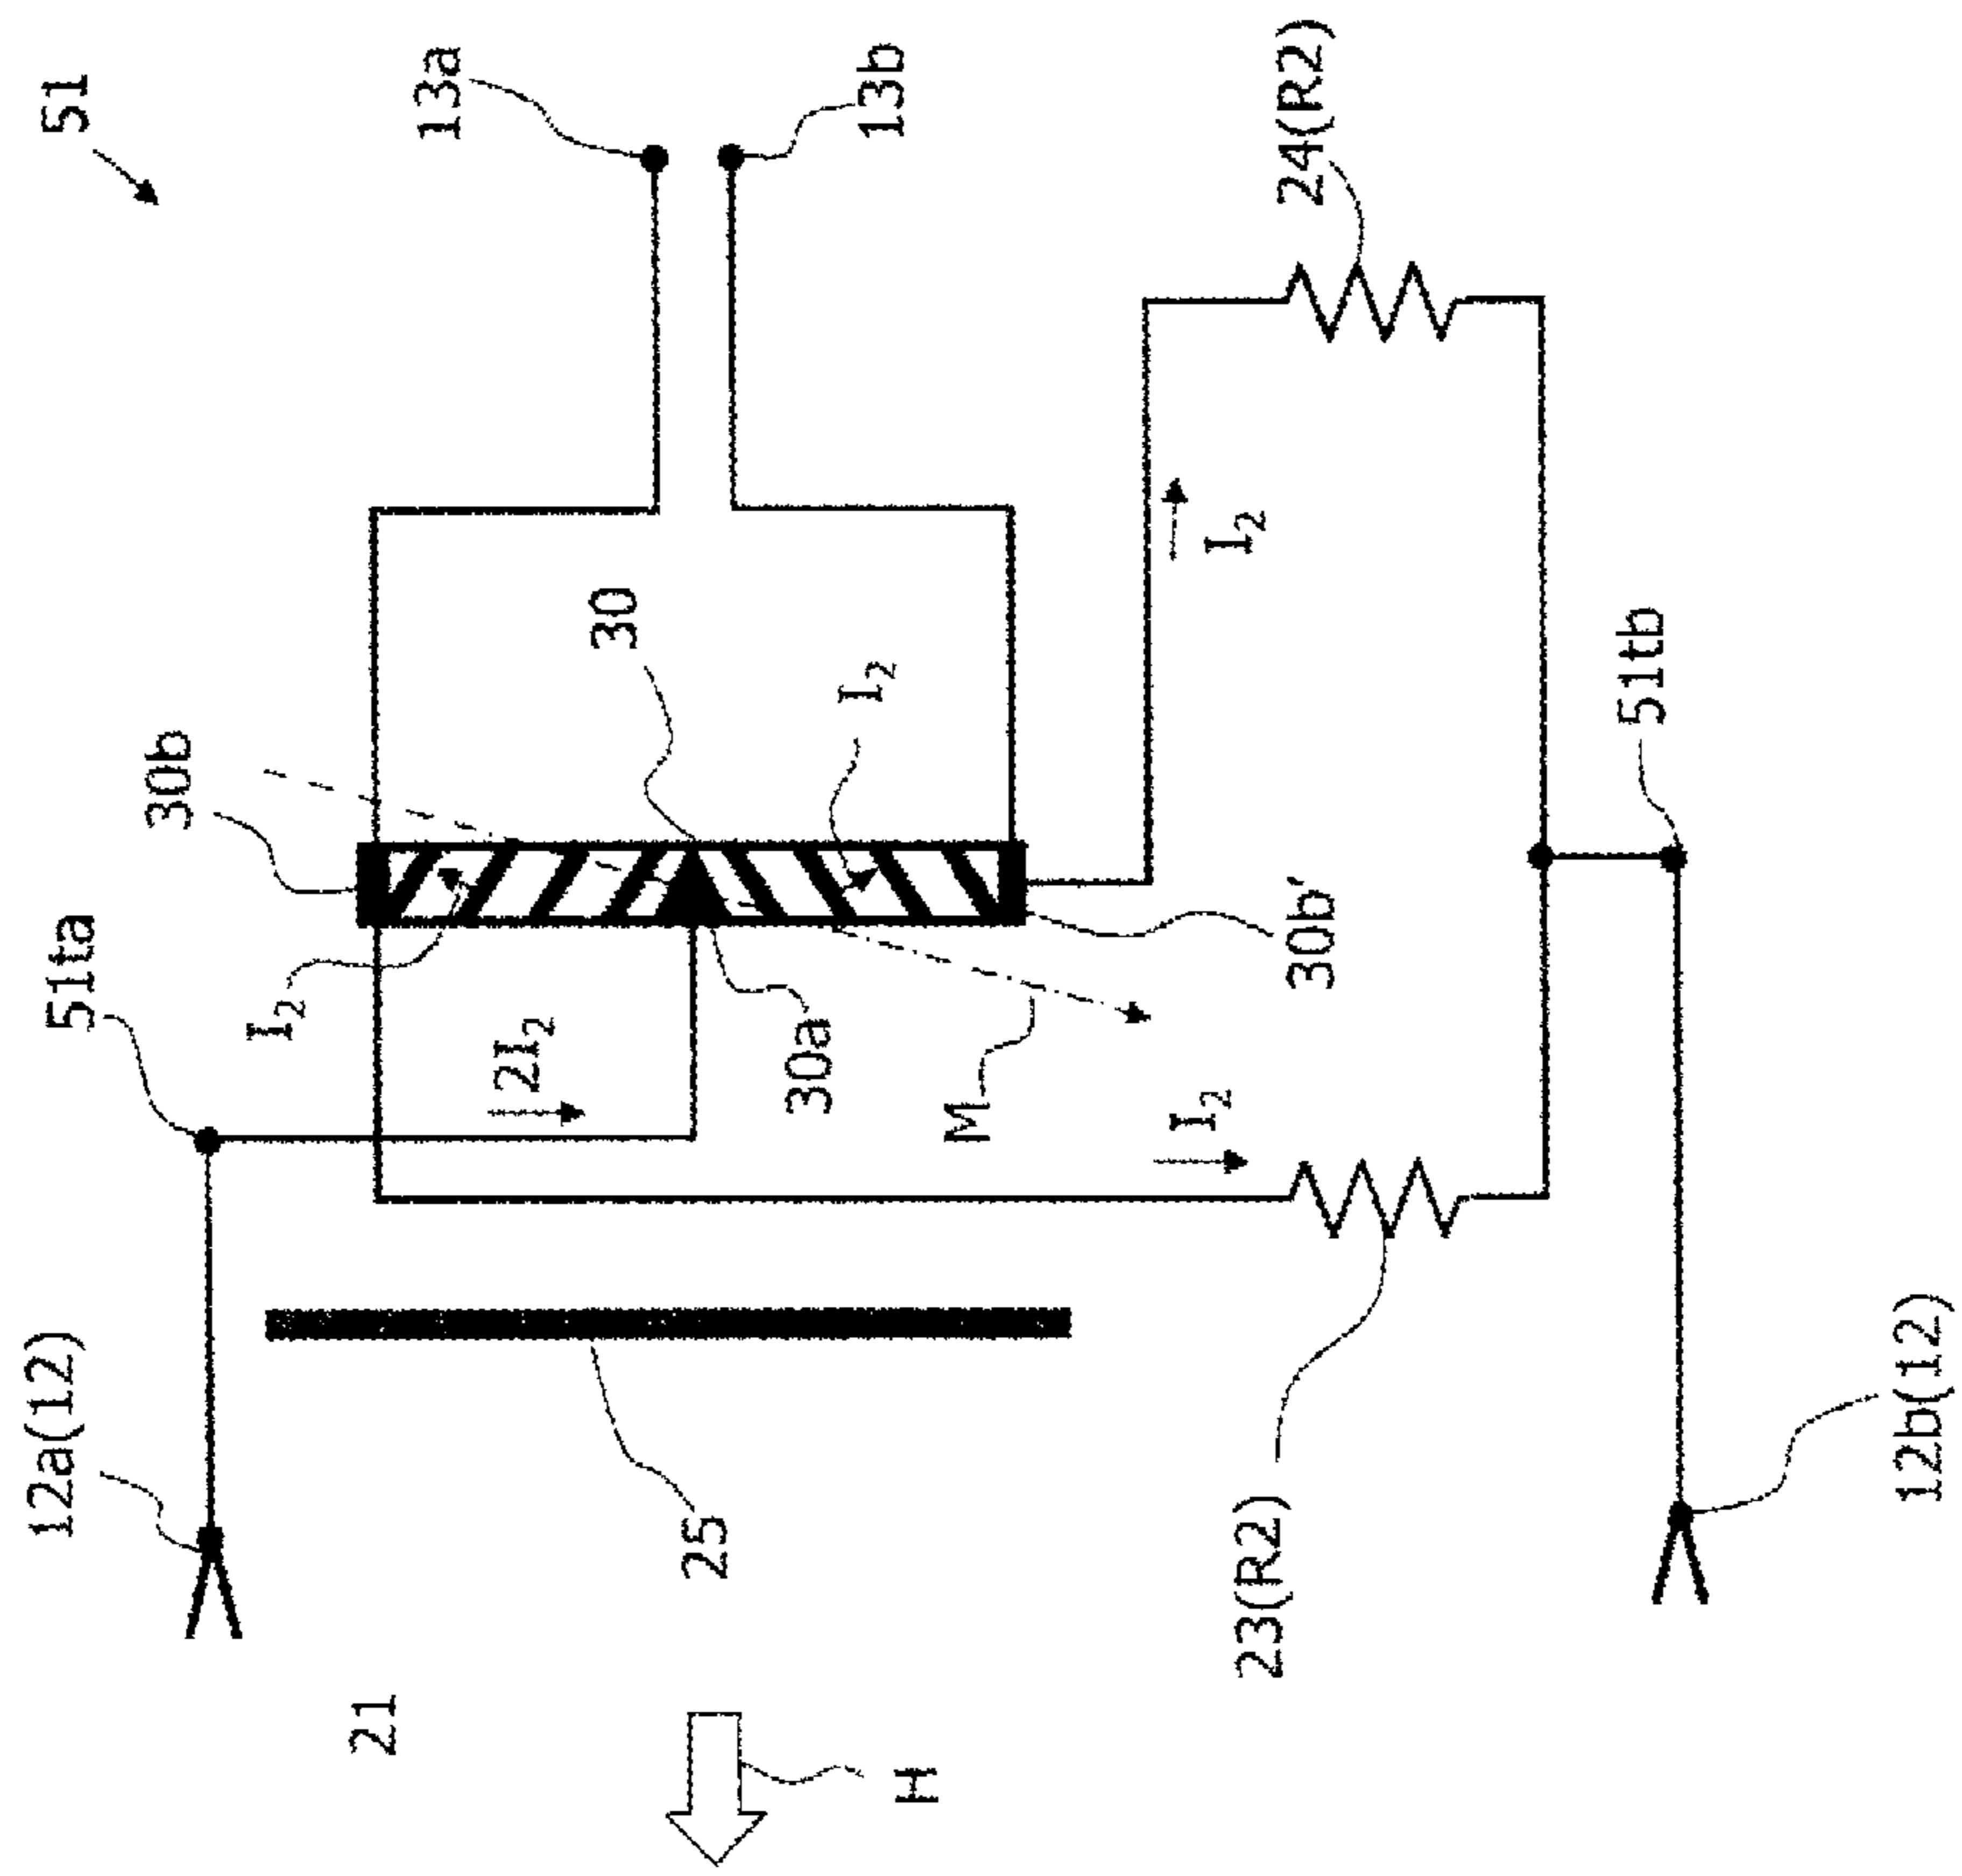 51
13a
13b
24(R2)
30
I₂
I₂
51tb
30b
30b'
51ta
I₂
2I₂
30a
M
I₂
12a(12)
25
23(R2)
12b(12)
21
H